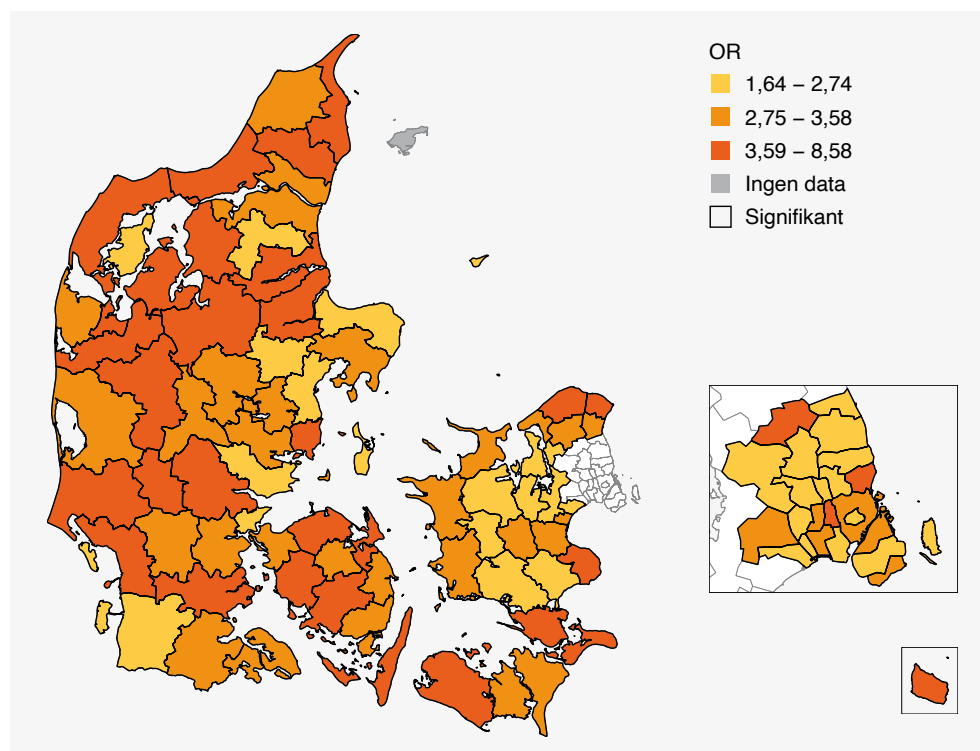 OR
1,64 – 2,74
2,75 – 3,58
3,59 – 8,58
Ingen data
Signifikant